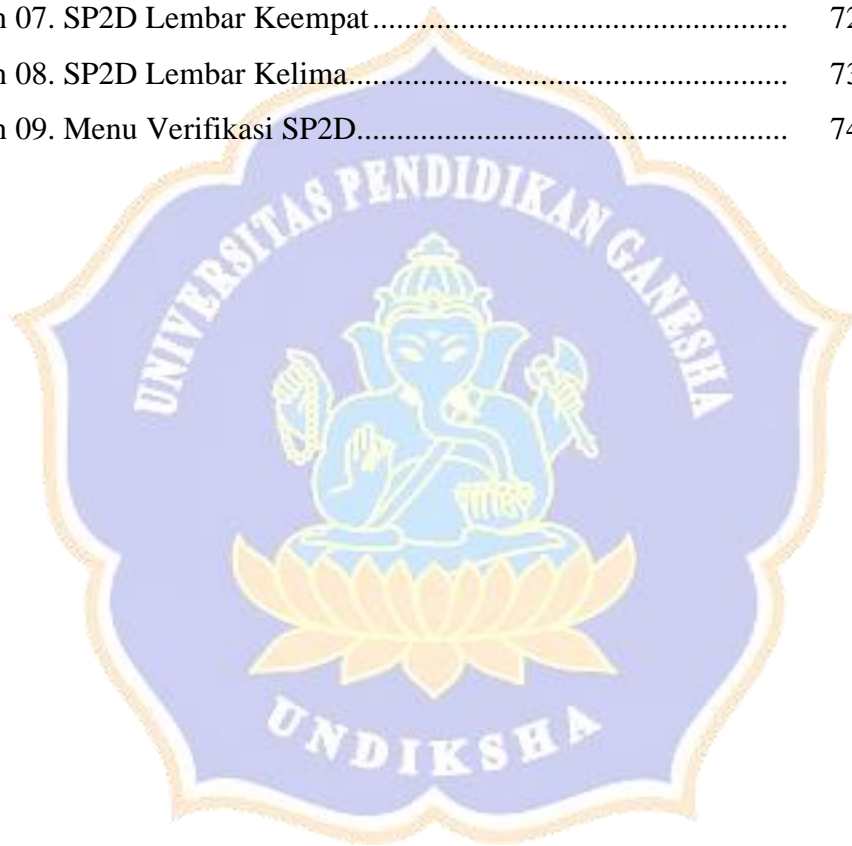 n 07. SP2D Lembar Keempat........................................................ 72
n 08. SP2D Lembar Kelima........................................................... 73
n 09. Menu Verifikasi SP2D.......................................................... 74
UNIVERSITAS PENDIDIKAN GANESHA
UNDIKSHA